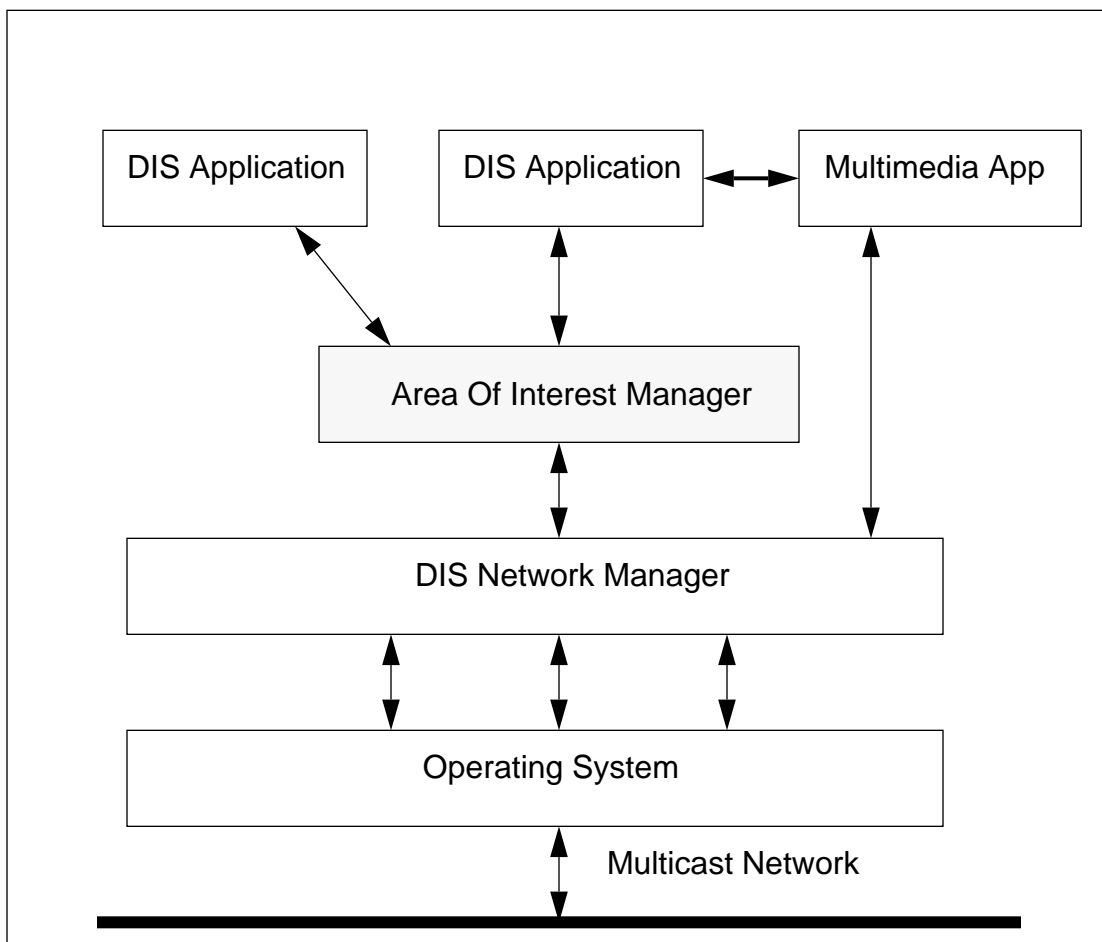 DIS Application
DIS Application
Multimedia App
Area Of Interest Manager
DIS Network Manager
Operating System
Multicast Network